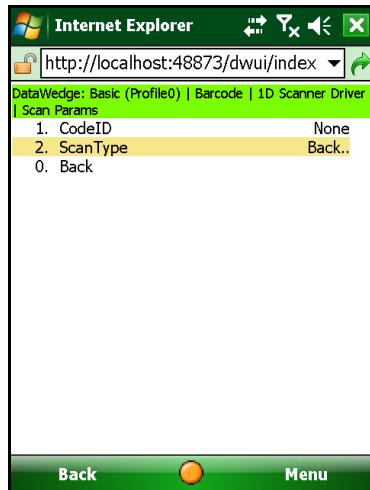 Internet Explorer
http://localhost:48873/dwui/index
DataWedge: Basic (Profile0) | Barcode | 1D Scanner Driver
| Scan Params
1. CodeID None
2. ScanType Back..
0. Back
Back Menu